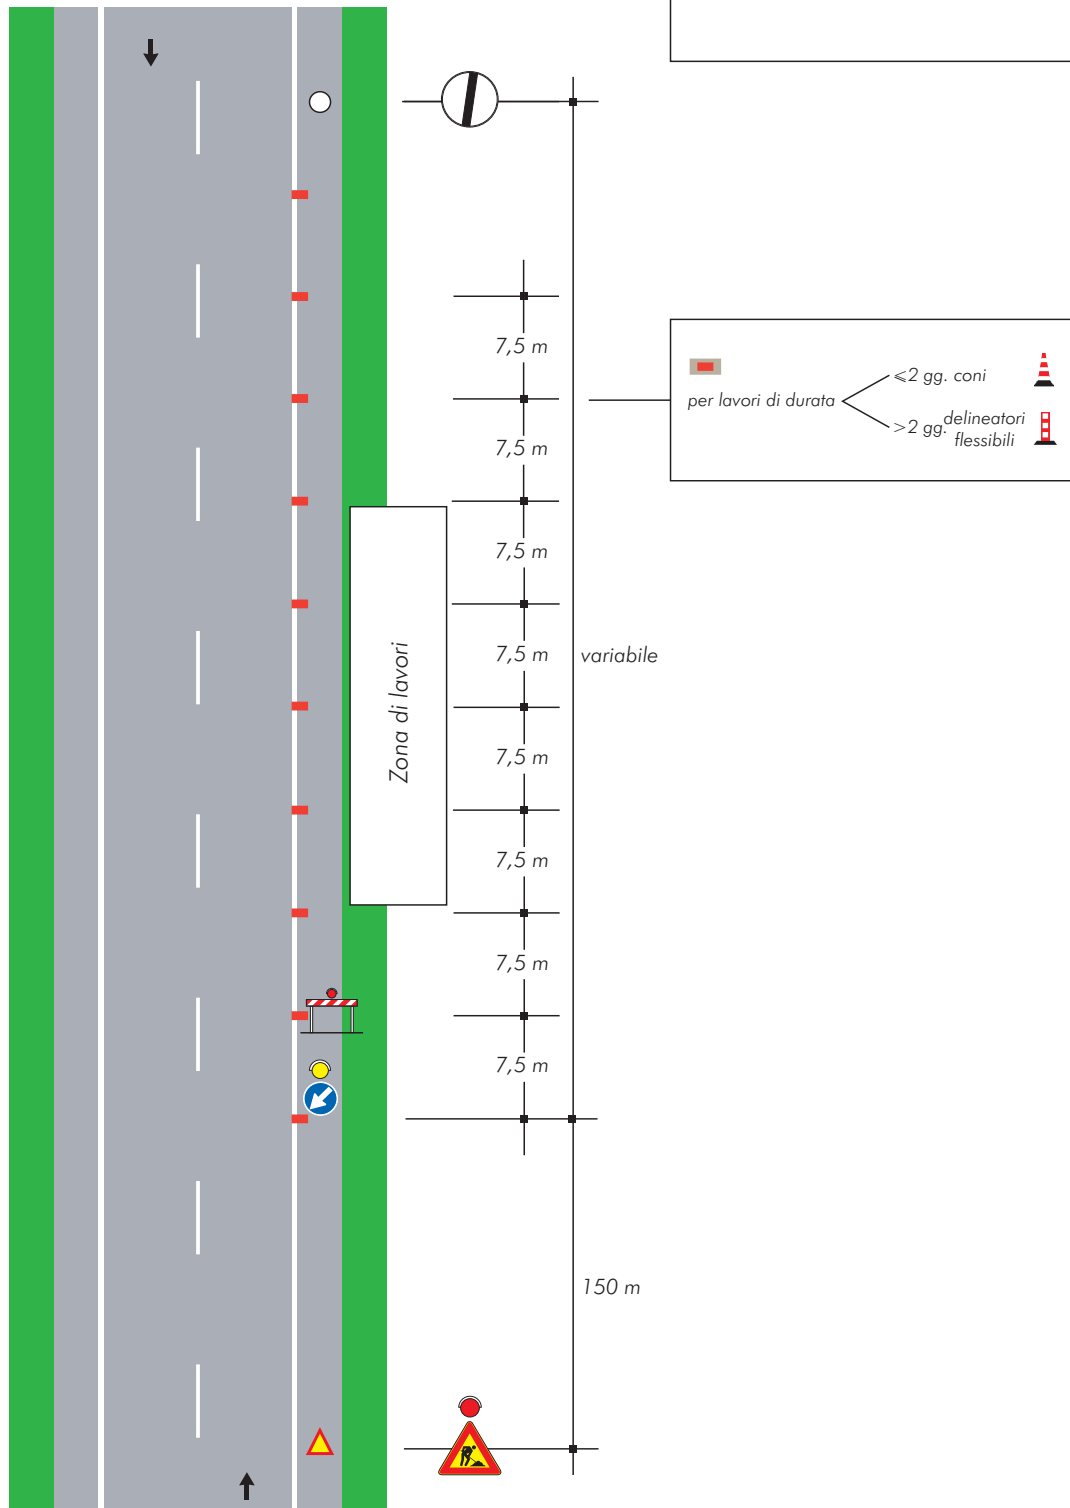 7,5 m
≤2 gg. coni
per lavori di durata
>2 gg. delineatori
flessibili
7,5 m
7,5 m
7,5 m
variabile
Zona di lavori
7,5 m
7,5 m
7,5 m
7,5 m
150 m